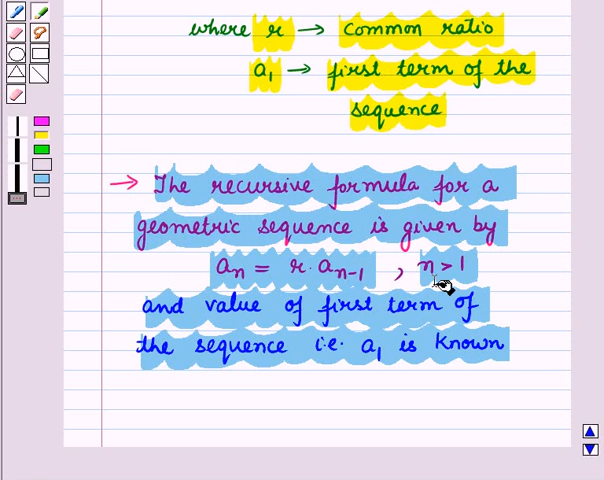 where r → common ratio
a₁ → first term of the
sequence
→ The recursive formula for a
geometric sequence is given by
aₙ = r · aₙ₋₁ , n > 1
and value of first term of
the sequence i.e. a₁ is known